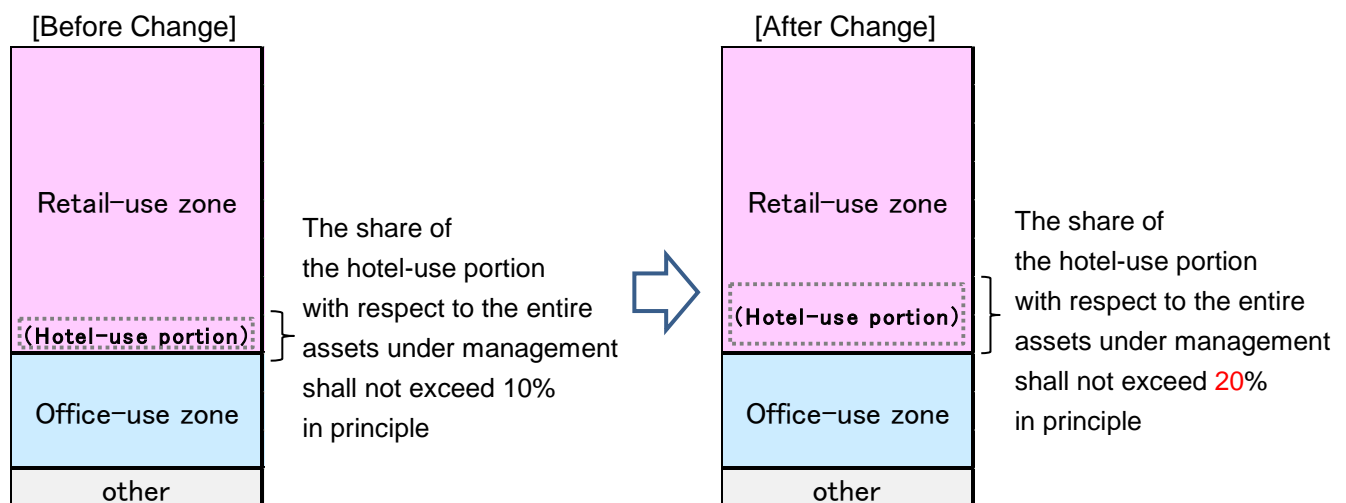 [Before Change]
Retail-use zone
(Hotel-use portion)
Office-use zone
other
The share of
the hotel-use portion
with respect to the entire
assets under management
shall not exceed 10%
in principle
[After Change]
Retail-use zone
(Hotel-use portion)
Office-use zone
other
The share of
the hotel-use portion
with respect to the entire
assets under management
shall not exceed 20%
in principle